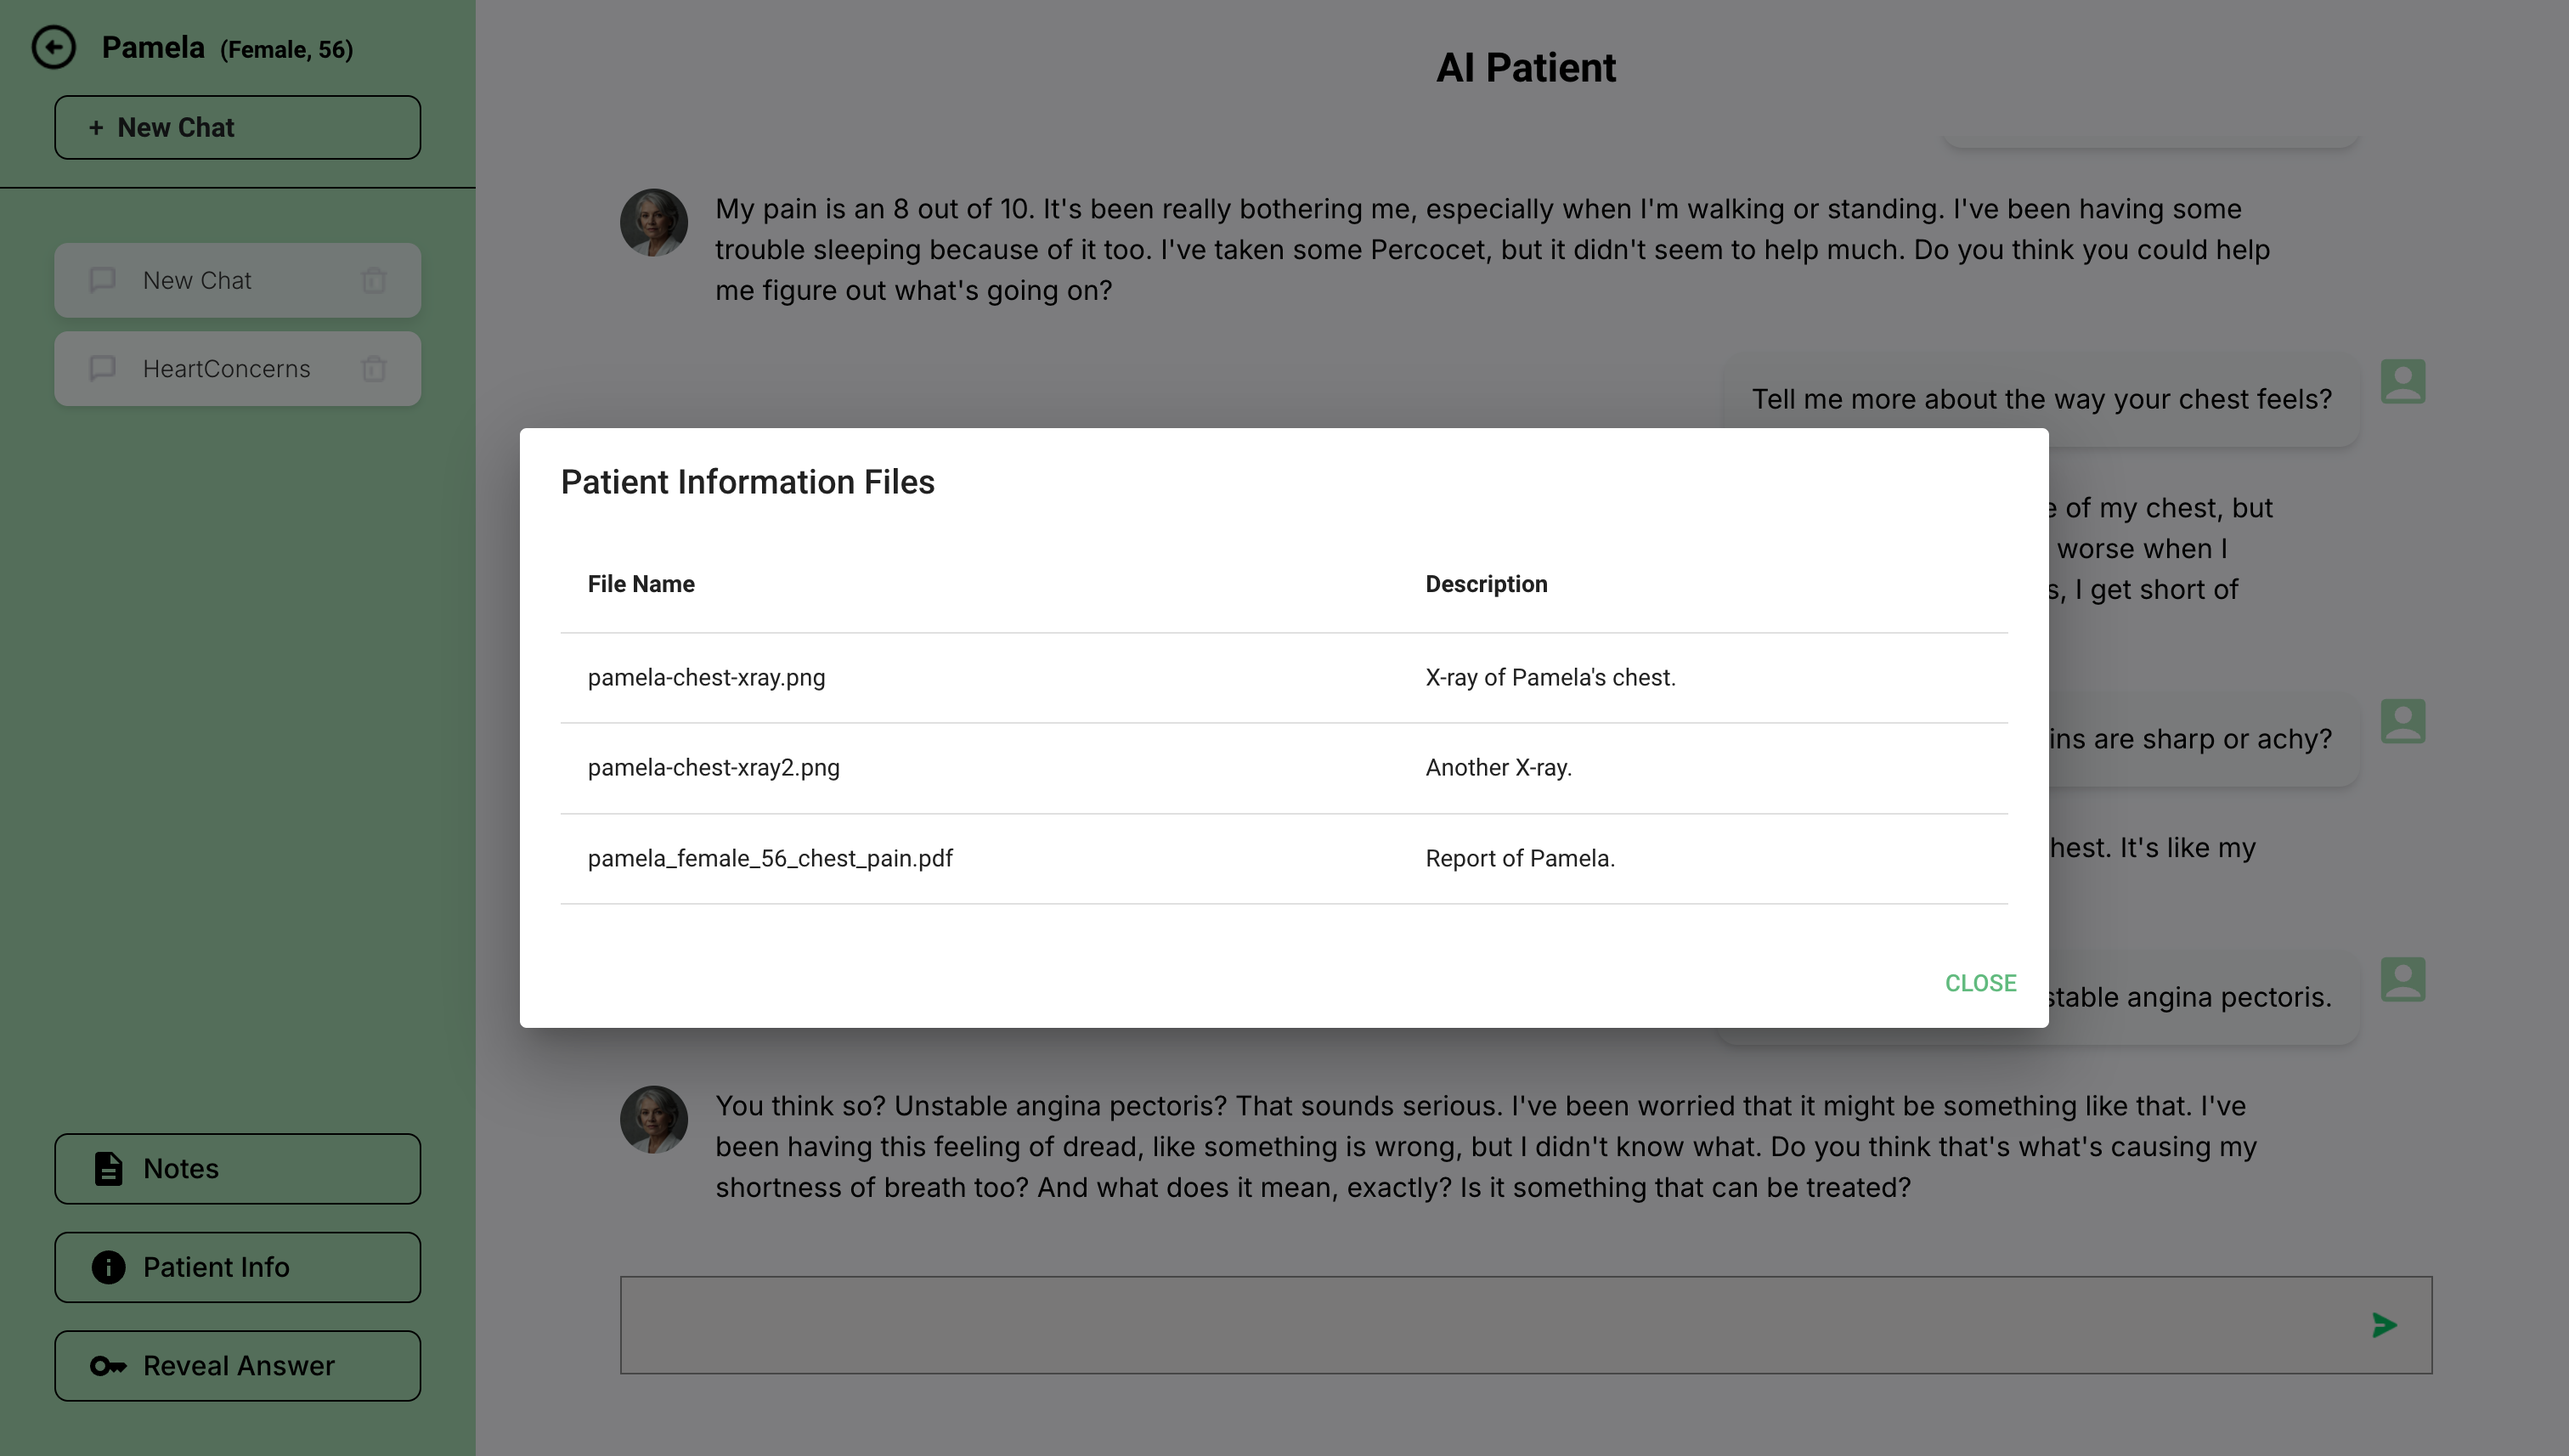 Pamela (Female, 56)
+ New Chat
New Chat
HeartConcerns
Notes
Patient Info
Reveal Answer
AI Patient
My pain is an 8 out of 10. It's been really bothering me, especially when I'm walking or standing. I've been having some
trouble sleeping because of it too. I've taken some Percocet, but it didn't seem to help much. Do you think you could help
me figure out what's going on?
Tell me more about the way your chest feels?
of my chest, but
worse when I
I get short of
are sharp or achy?
It's like my
angina pectoris.
Patient Information Files
File Name Description
pamela-chest-xray.png X-ray of Pamela's chest.
pamela-chest-xray2.png Another X-ray.
pamela_female_56_chest_pain.pdf Report of Pamela.
CLOSE
You think so? Unstable angina pectoris? That sounds serious. I've been worried that it might be something like that. I've
been having this feeling of dread, like something is wrong, but I didn't know what. Do you think that's what's causing my
shortness of breath too? And what does it mean, exactly? Is it something that can be treated?